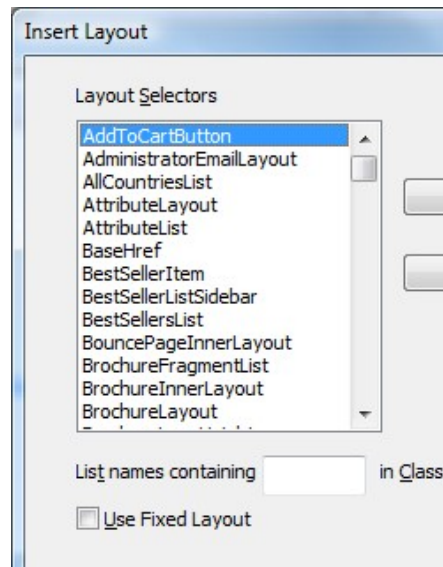 Insert Layout
Layout Selectors
AddToCartButton
AdministratorEmailLayout
AllCountriesList
AttributeLayout
AttributeList
BaseHref
BestSellerItem
BestSellerListSidebar
BestSellersList
BouncePageInnerLayout
BrochureFragmentList
BrochureInnerLayout
BrochureLayout
List names containing in Class
Use Fixed Layout